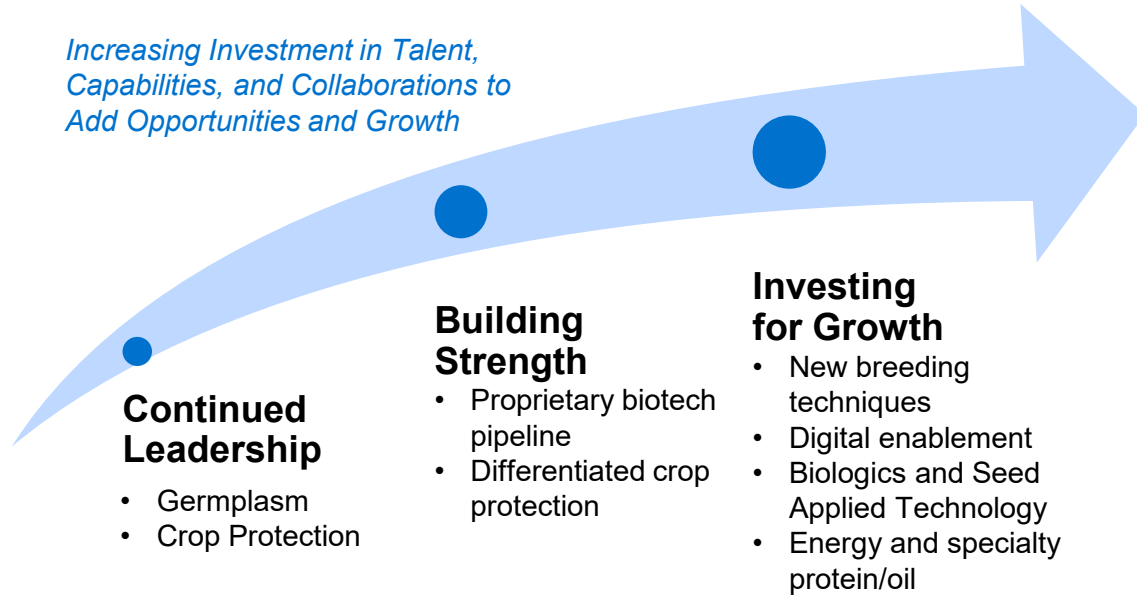 Increasing Investment in Talent,
Capabilities, and Collaborations to
Add Opportunities and Growth
Continued
Leadership
• Germplasm
• Crop Protection
Building
Strength
• Proprietary biotech
pipeline
• Differentiated crop
protection
Investing
for Growth
• New breeding
techniques
• Digital enablement
• Biologics and Seed
Applied Technology
• Energy and specialty
protein/oil